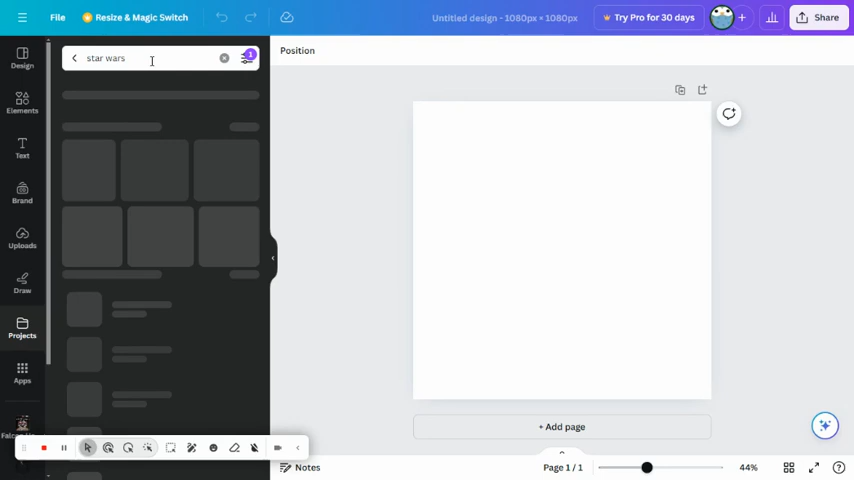 File
Resize & Magic Switch
Untitled design - 1080px × 1080px
Try Pro for 30 days
Share
Design
Elements
Text
Brand
Uploads
Draw
Projects
Apps
star wars
1
Position
+ Add page
Notes
Page 1 / 1
44%